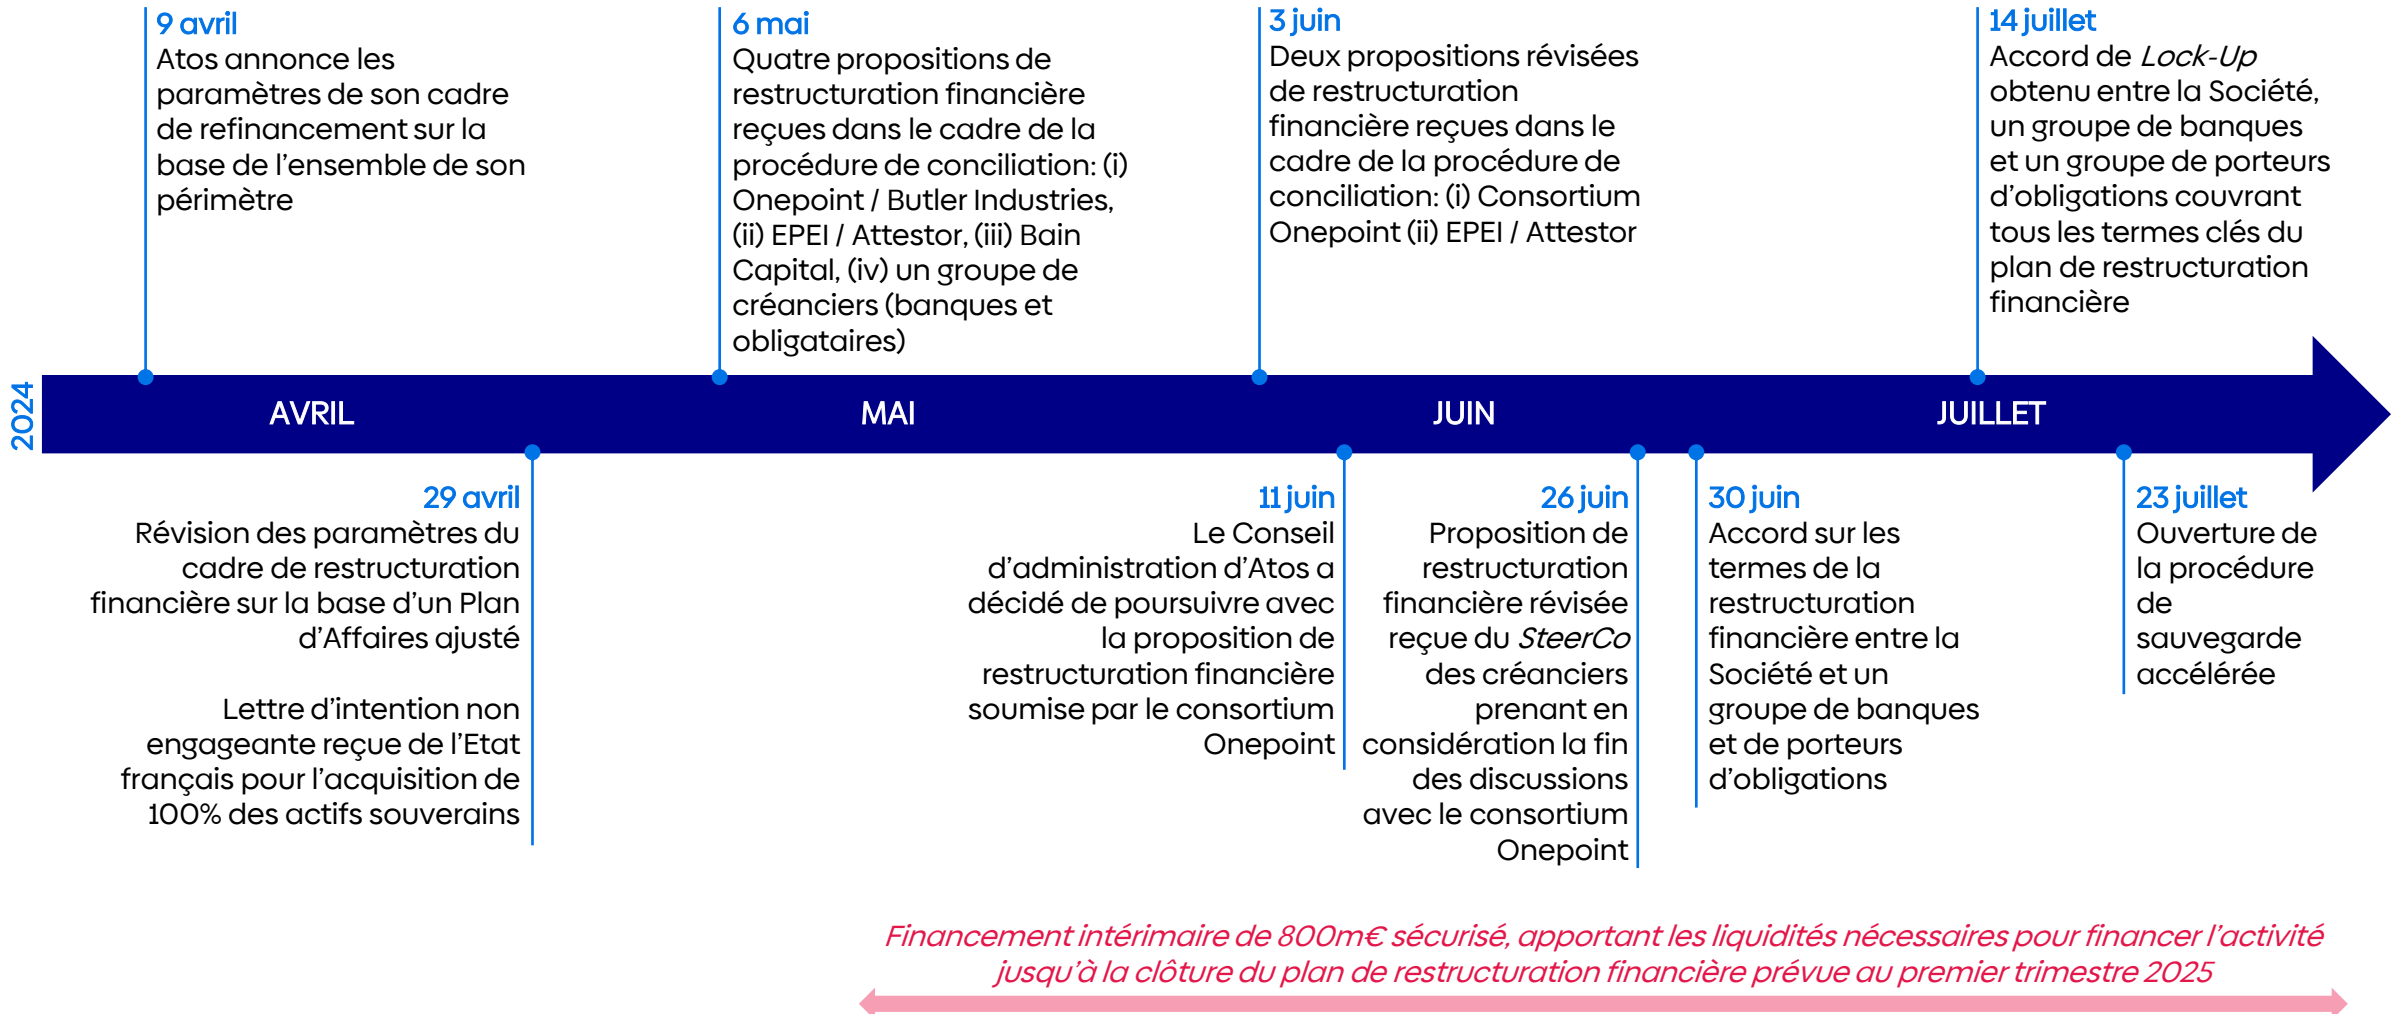 9 avril
Atos annonce les
paramètres de son cadre
de refinancement sur la
base de l’ensemble de son
périmètre
6 mai
Quatre propositions de
restructuration financière
reçues dans le cadre de la
procédure de conciliation: (i)
Onepoint / Butler Industries,
(ii) EPEI / Attestor, (iii) Bain
Capital, (iv) un groupe de
créanciers (banques et
obligataires)
3 juin
Deux propositions révisées
de restructuration
financière reçues dans le
cadre de la procédure de
conciliation: (i) Consortium
Onepoint (ii) EPEI / Attestor
14 juillet
Accord de Lock-Up
obtenu entre la Société,
un groupe de banques
et un groupe de porteurs
d’obligations couvrant
tous les termes clés du
plan de restructuration
financière
2024
AVRIL
MAI
JUIN
JUILLET
29 avril
Révision des paramètres du
cadre de restructuration
financière sur la base d’un Plan
d’Affaires ajusté
Lettre d’intention non
engageante reçue de l’Etat
français pour l’acquisition de
100% des actifs souverains
11 juin
Le Conseil
d’administration d’Atos a
décidé de poursuivre avec
la proposition de
restructuration financière
soumise par le consortium
Onepoint
26 juin
Proposition de
restructuration
financière révisée
reçue du SteerCo
des créanciers
prenant en
considération la fin
des discussions
avec le consortium
Onepoint
30 juin
Accord sur les
termes de la
restructuration
financière entre la
Société et un
groupe de banques
et de porteurs
d’obligations
23 juillet
Ouverture de
la procédure
de
sauvegarde
accélérée
Financement intérimaire de 800m€ sécurisé, apportant les liquidités nécessaires pour financer l’activité
jusqu’à la clôture du plan de restructuration financière prévue au premier trimestre 2025